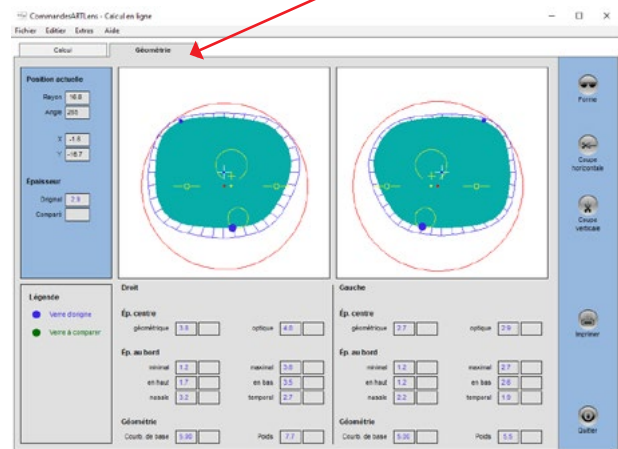 CommandesARTLens - Calcul en ligne
Fichier Editier Extras Aide
Calcul Géométrie
Position actuelle
Rayon 16.8
Angle 265
X -1.6
Y -16.7
Épaisseur
Original 2.9
Comparé
Forme
Coupe horizontale
Coupe verticale
Imprimer
Quitter
Légende
Verre d'origine
Verre à comparer
Droit
Ép. centre
géométrique 3.8 optique 4.0
Ép. au bord
minimal 1.2 maximal 3.6
en haut 1.7 en bas 3.5
nasale 3.2 temporal 2.7
Géométrie
Courb. de base 5.00 Poids 7.7
Gauche
Ép. centre
géométrique 2.7 optique 2.9
Ép. au bord
minimal 1.2 maximal 2.7
en haut 1.2 en bas 2.6
nasale 2.2 temporal 1.9
Géométrie
Courb. de base 5.00 Poids 5.5